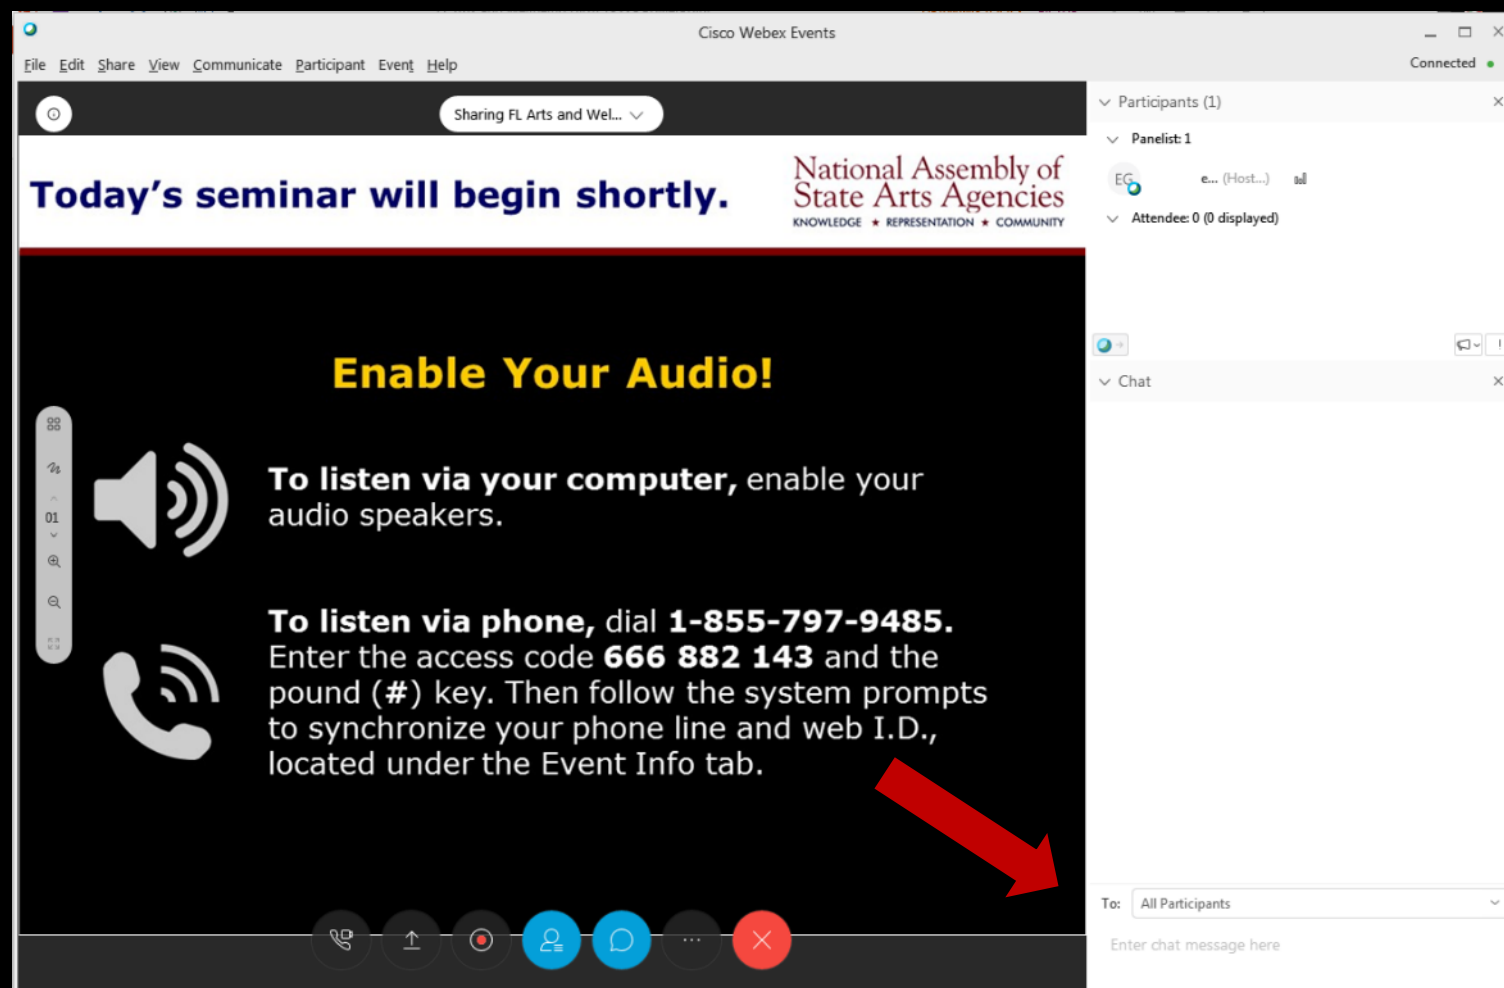 Cisco Webex Events
File Edit Share View Communicate Participant Event Help
Connected
Sharing FL Arts and Wel...
Today's seminar will begin shortly.
National Assembly of
State Arts Agencies
KNOWLEDGE ★ REPRESENTATION ★ COMMUNITY
Enable Your Audio!
01
To listen via your computer, enable your
audio speakers.
To listen via phone, dial 1-855-797-9485.
Enter the access code 666 882 143 and the
pound (#) key. Then follow the system prompts
to synchronize your phone line and web I.D.,
located under the Event Info tab.
Participants (1)
Panelist: 1
EG e... (Host...)
Attendee: 0 (0 displayed)
Chat
To: All Participants
Enter chat message here